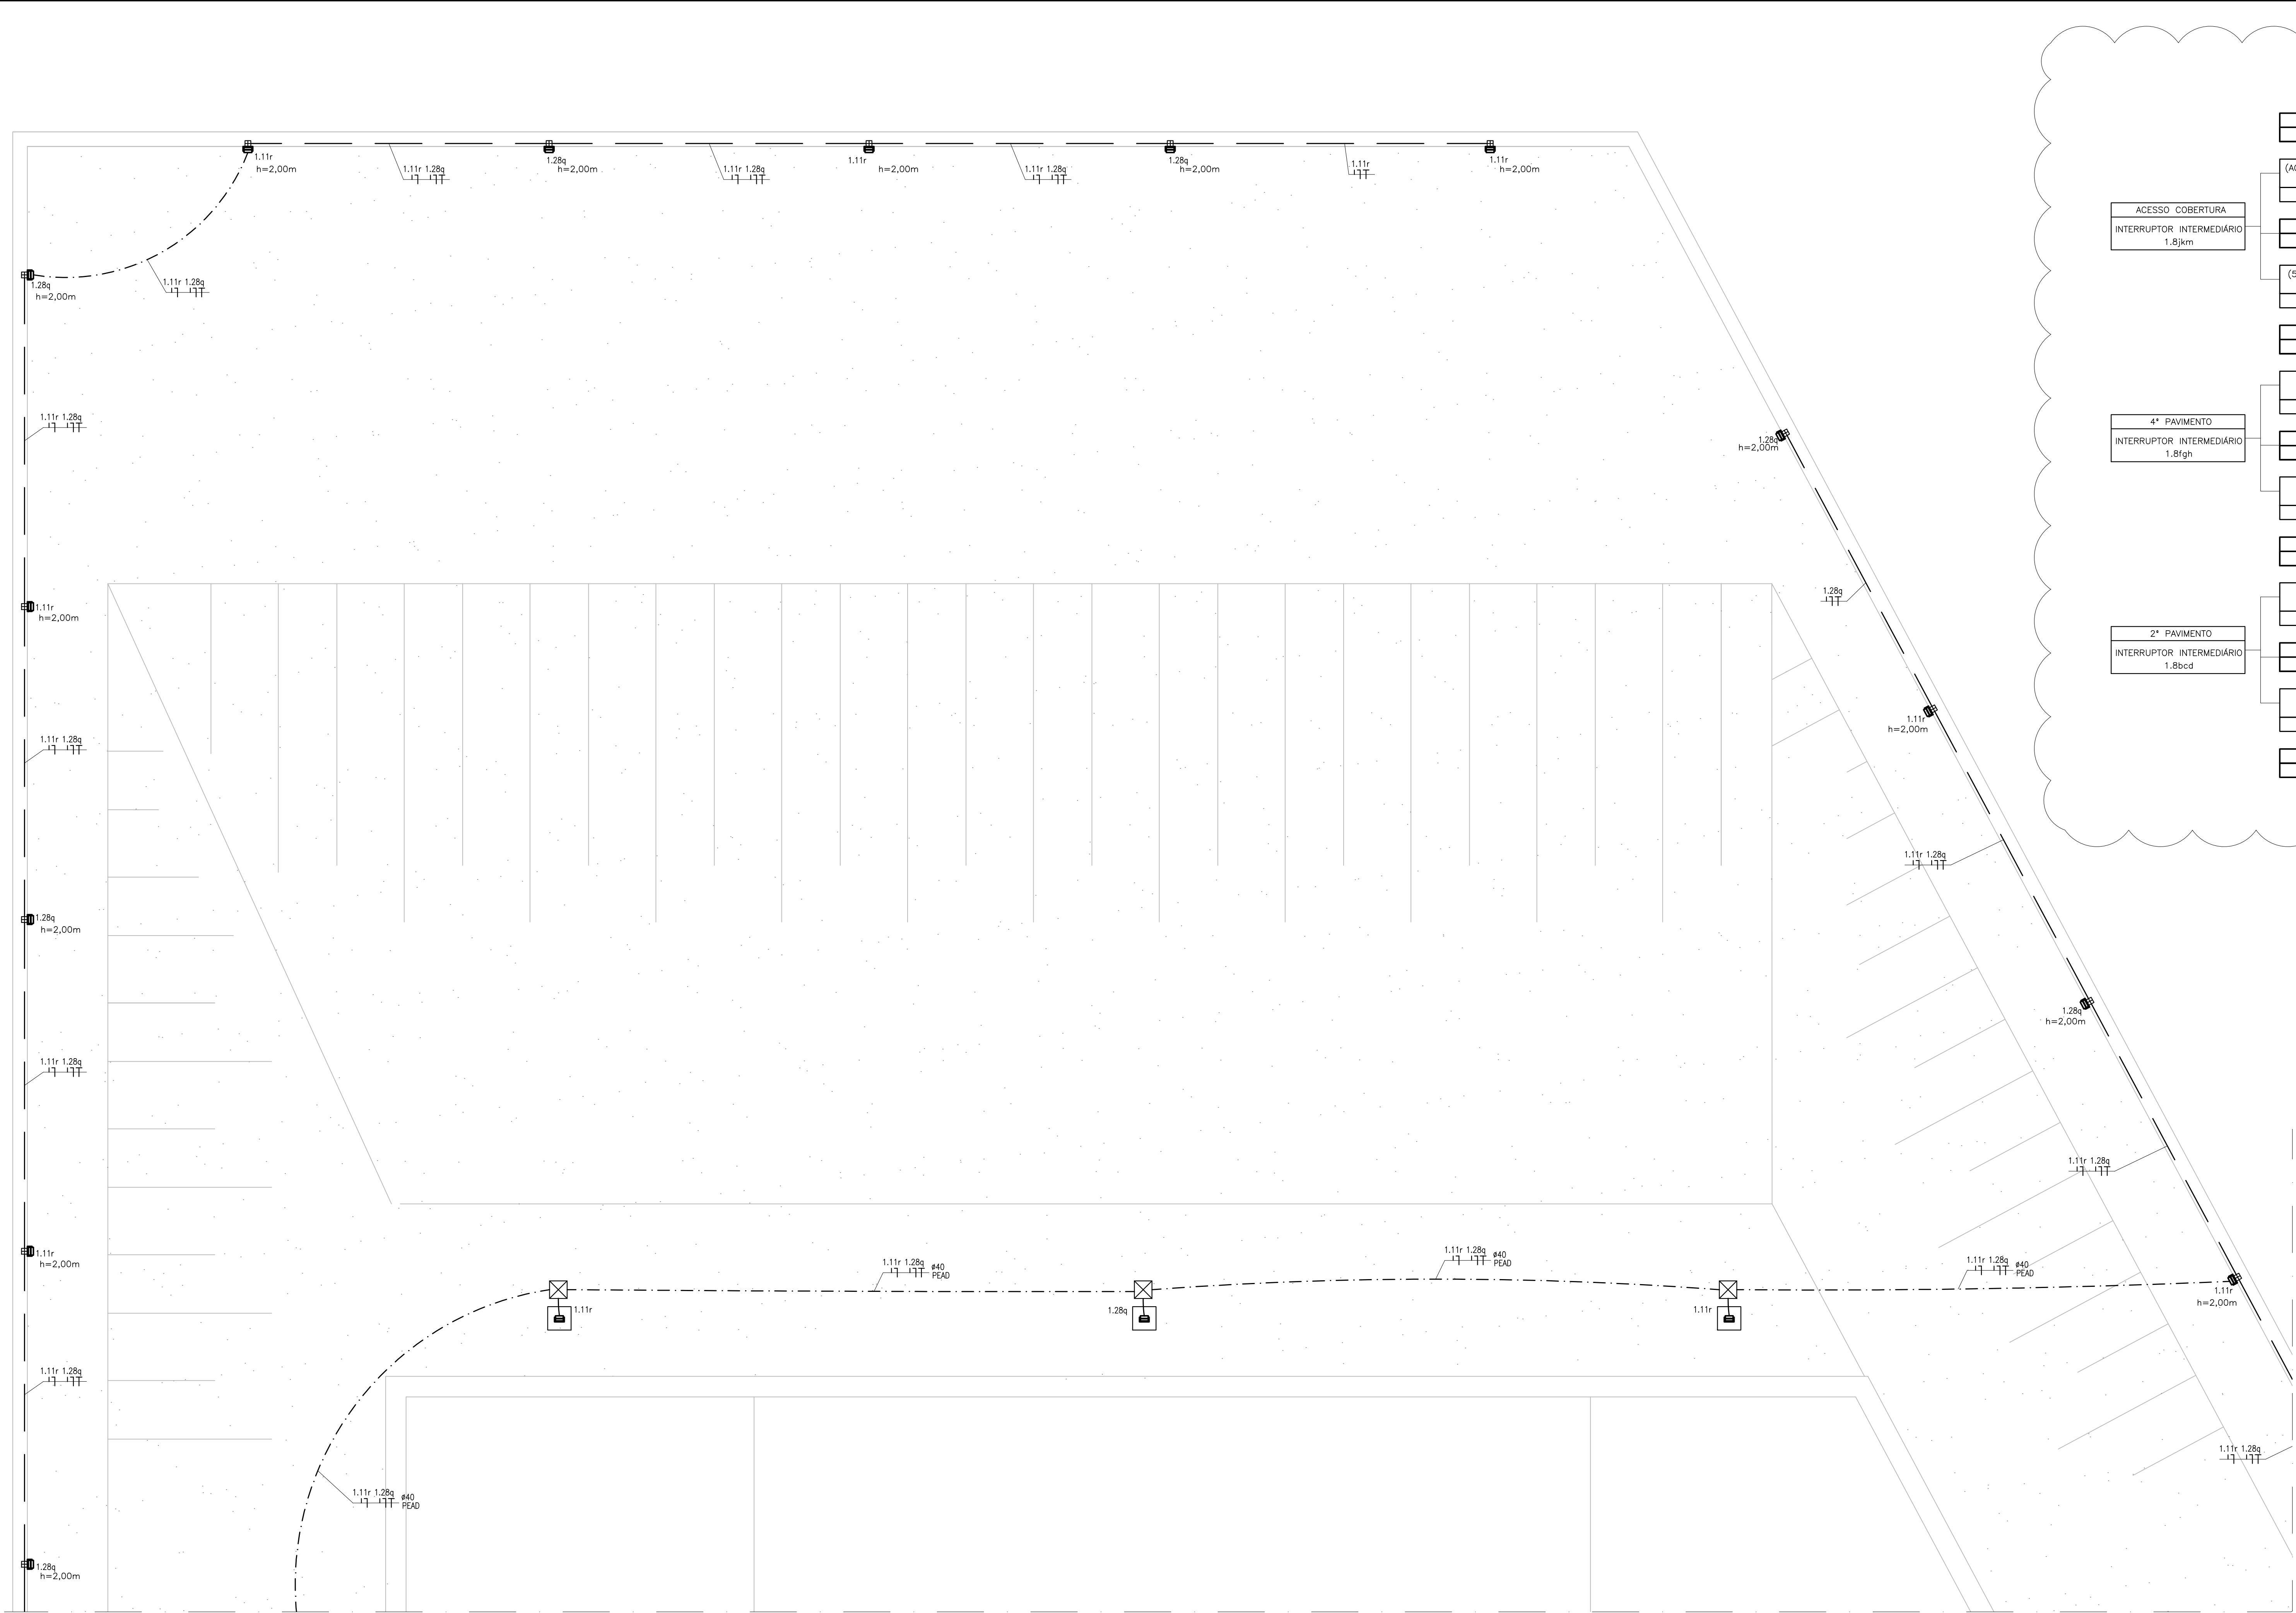 1.11r
h=2,00m
1.11r 1.28q
1.28q
h=2,00m
1.11r 1.28q
1.11r
h=2,00m
1.11r 1.28q
1.28q
h=2,00m
1.11r
1.11r
h=2,00m
ACESSO COBERTURA
INTERRUPTOR INTERMEDIÁRIO
1.8jkm
1.28q
h=2,00m
1.11r 1.28q
1.11r 1.28q
1.28q
h=2,00m
4° PAVIMENTO
INTERRUPTOR INTERMEDIÁRIO
1.8fgh
1.28q
1.11r
h=2,00m
2° PAVIMENTO
INTERRUPTOR INTERMEDIÁRIO
1.8bcd
1.11r
h=2,00m
1.11r 1.28q
1.11r 1.28q
1.28q
h=2,00m
1.28q
h=2,00m
1.11r 1.28q
1.11r 1.28q
1.11r
h=2,00m
1.11r 1.28q ø40
PEAD
1.11r 1.28q ø40
PEAD
1.11r 1.28q ø40
PEAD
1.11r
h=2,00m
1.11r
1.28q
1.11r
1.11r 1.28q
1.11r 1.28q
1.11r 1.28q ø40
PEAD
1.28q
h=2,00m